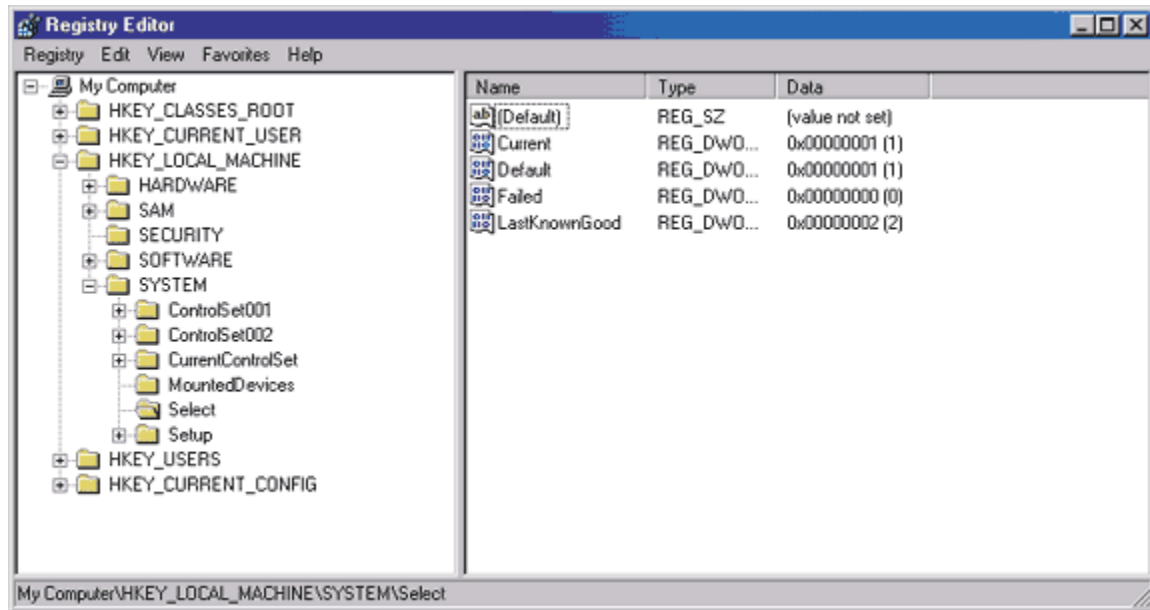 Registry Editor
Registry Edit View Favorites Help
My Computer
HKEY_CLASSES_ROOT
HKEY_CURRENT_USER
HKEY_LOCAL_MACHINE
HARDWARE
SAM
SECURITY
SOFTWARE
SYSTEM
ControlSet001
ControlSet002
CurrentControlSet
MountedDevices
Select
Setup
HKEY_USERS
HKEY_CURRENT_CONFIG
Name Type Data
(Default) REG_SZ (value not set)
Current REG_DWO... 0x00000001 (1)
Default REG_DWO... 0x00000001 (1)
Failed REG_DWO... 0x00000000 (0)
LastKnownGood REG_DWO... 0x00000002 (2)
My Computer\HKEY_LOCAL_MACHINE\SYSTEM\Select